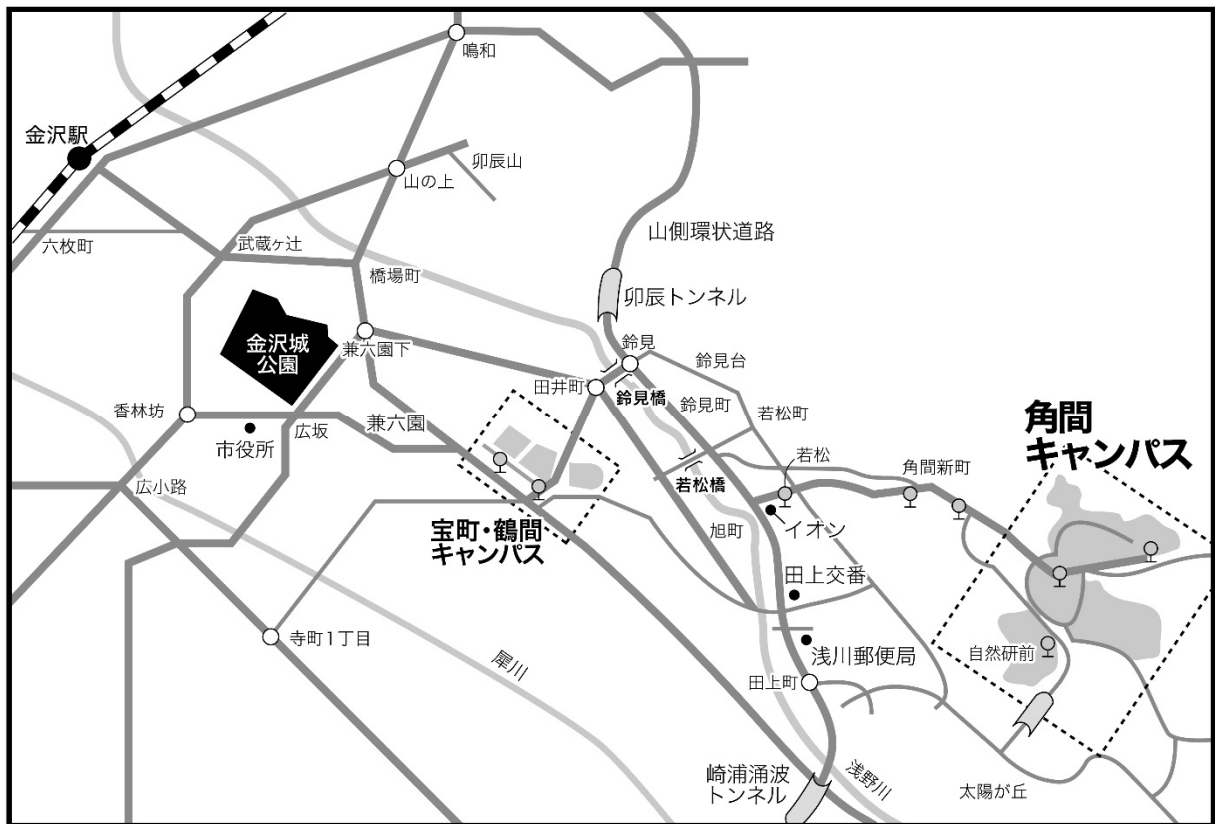 鳴和
金沢駅
山の上
卯辰山
六枚町
武蔵ヶ辻
橋場町
山側環状道路
卯辰トンネル
金沢城
公園
兼六園下
鈴見
鈴見台
田井町
鈴見橋
鈴見町
若松町
香林坊
市役所
広坂
兼六園
角間
キャンパス
若松
角間新町
若松橋
広小路
宝町・鶴間
キャンパス
旭町
イオン
田上交番
寺町1丁目
犀川
浅川郵便局
自然研前
田上町
崎浦涌波
トンネル
浅野川
太陽が丘